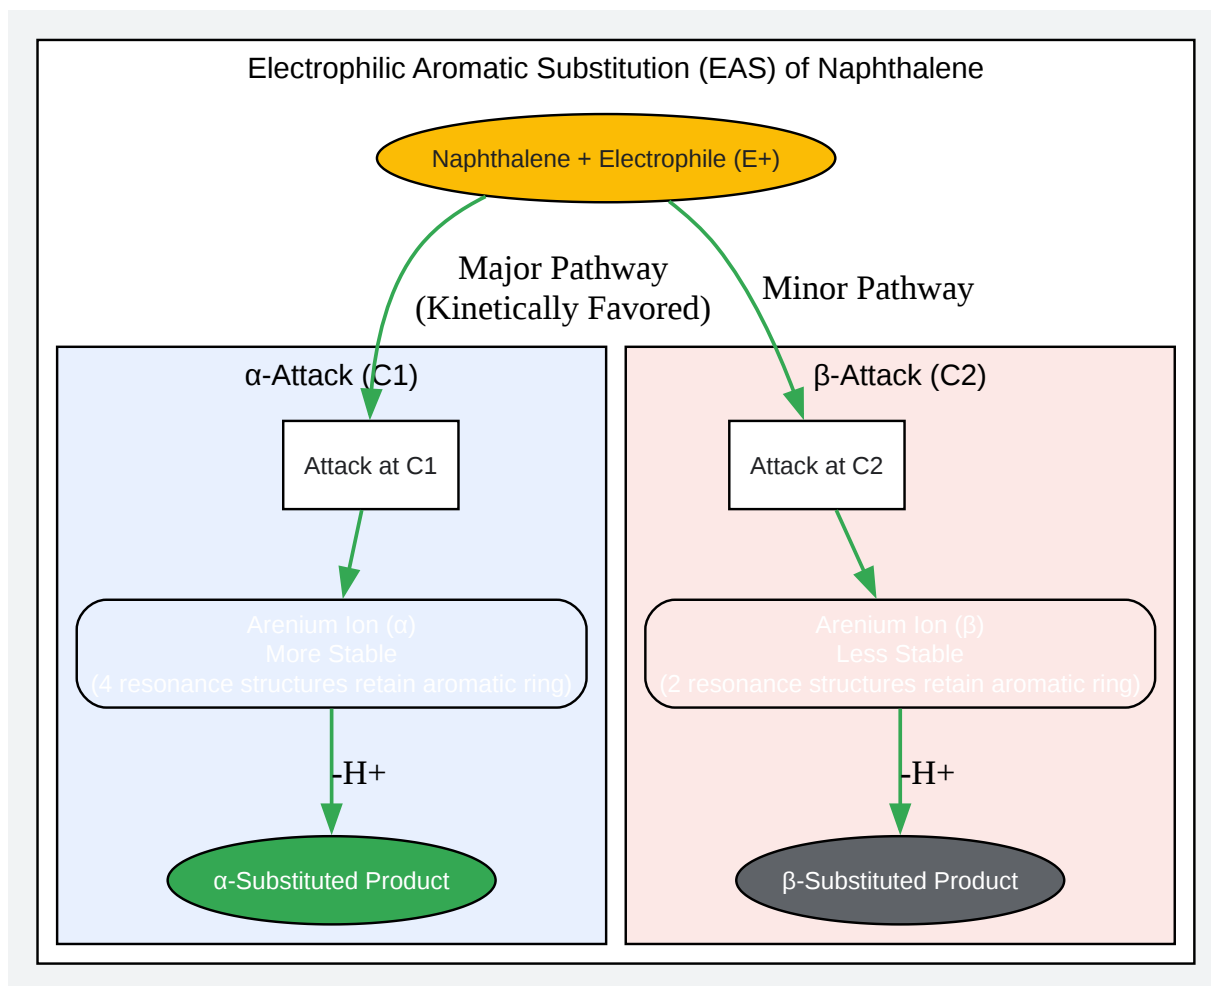 Electrophilic Aromatic Substitution (EAS) of Naphthalene
Naphthalene + Electrophile (E+)
Major Pathway
(Kinetically Favored)
Minor Pathway
α-Attack (C1)
Attack at C1
Arenium Ion (α)
More Stable
(4 resonance structures retain aromatic ring)
-H+
α-Substituted Product
β-Attack (C2)
Attack at C2
Arenium Ion (β)
Less Stable
(2 resonance structures retain aromatic ring)
-H+
β-Substituted Product